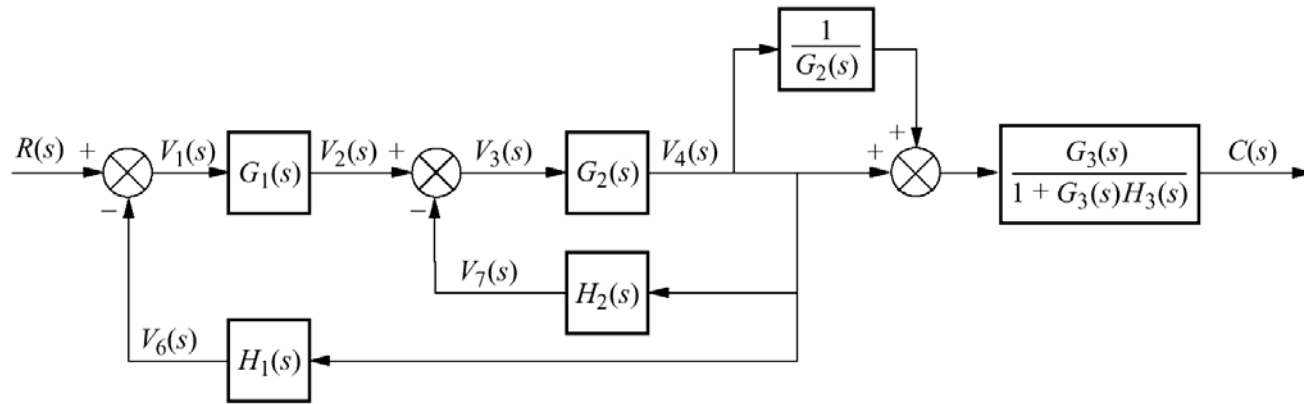 1
G2(s)
R(s) + V1(s) G1(s) V2(s) + V3(s) G2(s) V4(s) + + G3(s) C(s)
1 + G3(s)H3(s)
− −
V7(s) H2(s)
V6(s) H1(s)